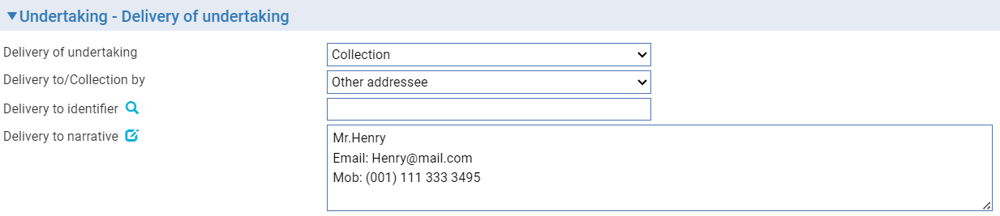 Undertaking - Delivery of undertaking
Delivery of undertaking
Collection
Delivery to/Collection by
Other addressee
Delivery to identifier
Delivery to narrative
Mr.Henry
Email: Henry@mail.com
Mob: (001) 111 333 3495